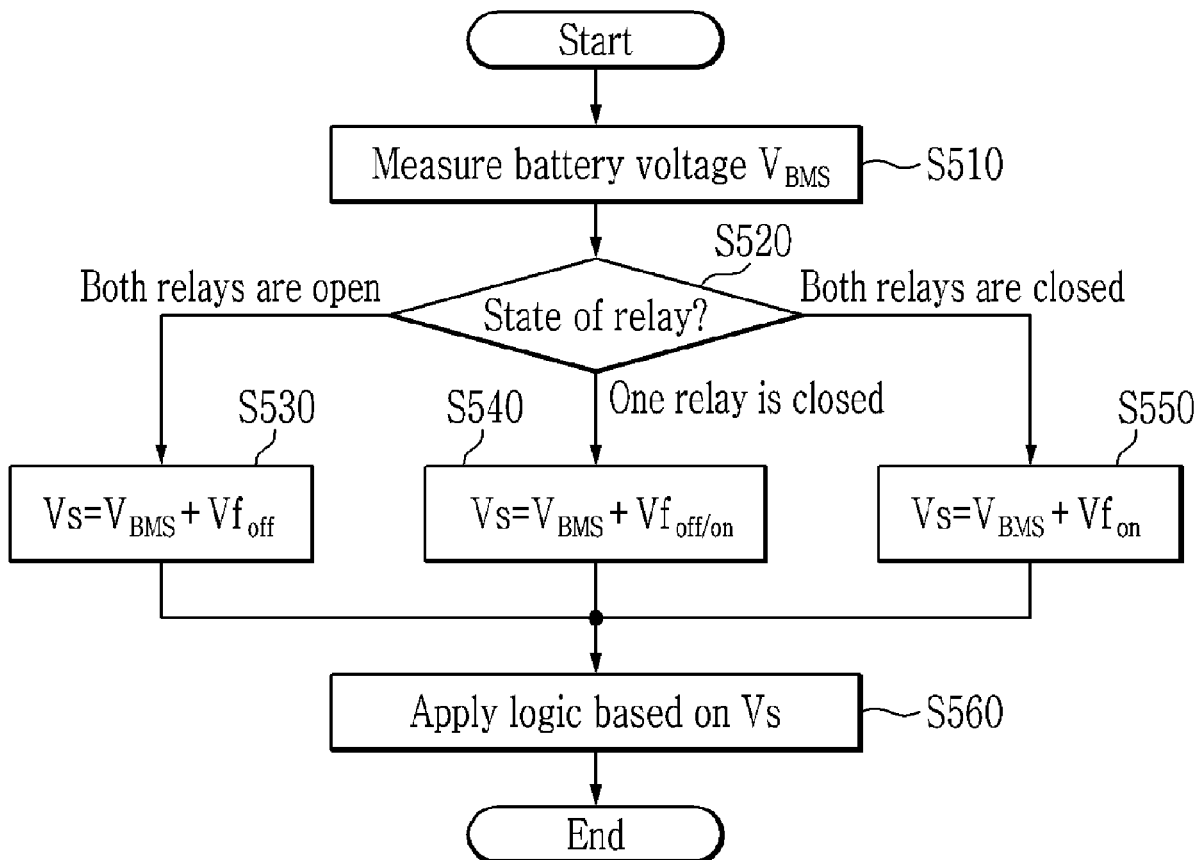 Start
Measure battery voltage V_BMS
S510
S520
Both relays are open
State of relay?
Both relays are closed
One relay is closed
S530
S540
S550
Vs=V_BMS + Vf_off
Vs=V_BMS + Vf_off/on
Vs=V_BMS + Vf_on
Apply logic based on Vs
S560
End